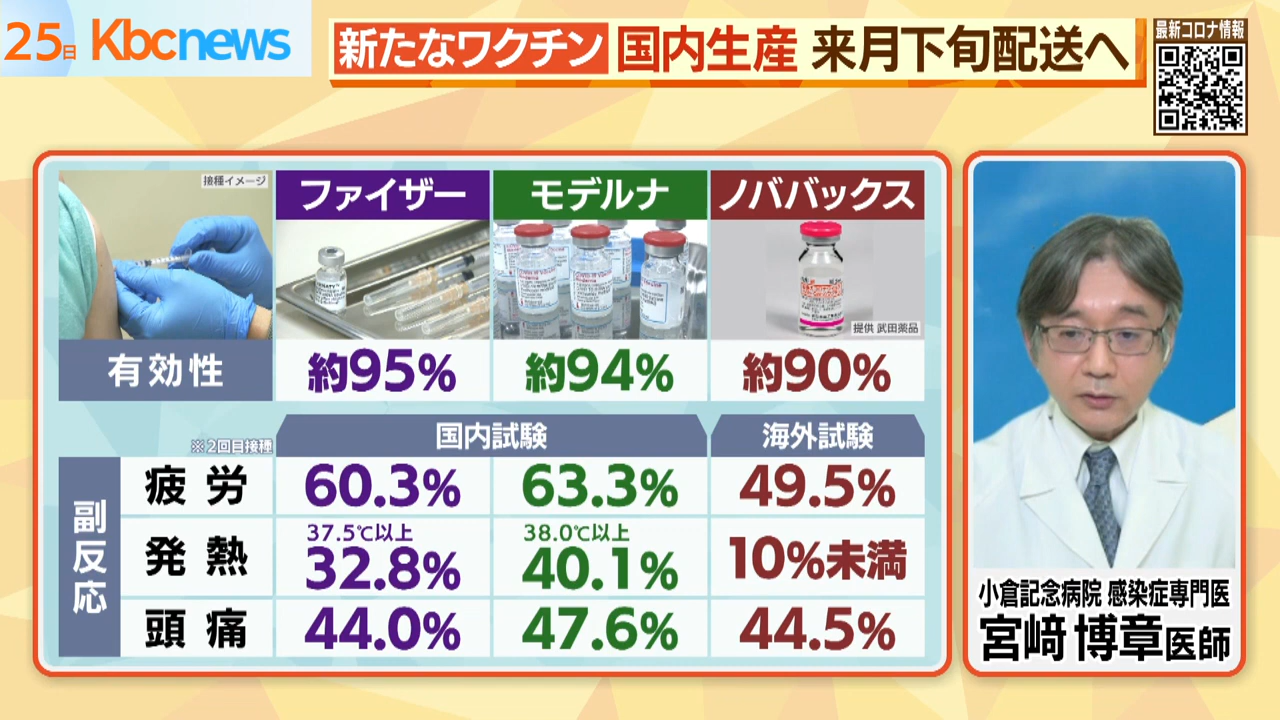 25日 Kbcnews
新たなワクチン 国内生産 来月下旬配送へ
最新コロナ情報
接種イメージ
ファイザー モデルナ ノババックス
提供 武田薬品
有効性 約95% 約94% 約90%
※2回目接種 国内試験 海外試験
副反応
疲労 60.3% 63.3% 49.5%
37.5℃以上 38.0℃以上
発熱 32.8% 40.1% 10%未満
頭痛 44.0% 47.6% 44.5%
小倉記念病院 感染症専門医
宮﨑 博章医師